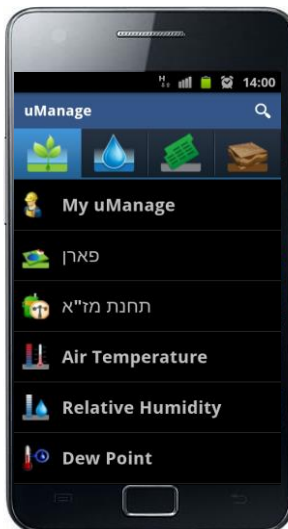 H
14:00
uManage
My uManage
פארן
תחנת מז"א
Air Temperature
Relative Humidity
Dew Point